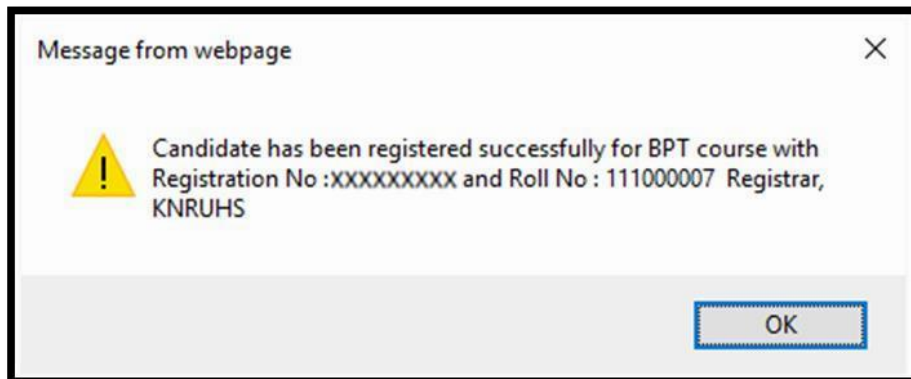 Message from webpage
Candidate has been registered successfully for BPT course with
Registration No :XXXXXXXXX and Roll No : 111000007 Registrar,
KNRUHS
OK